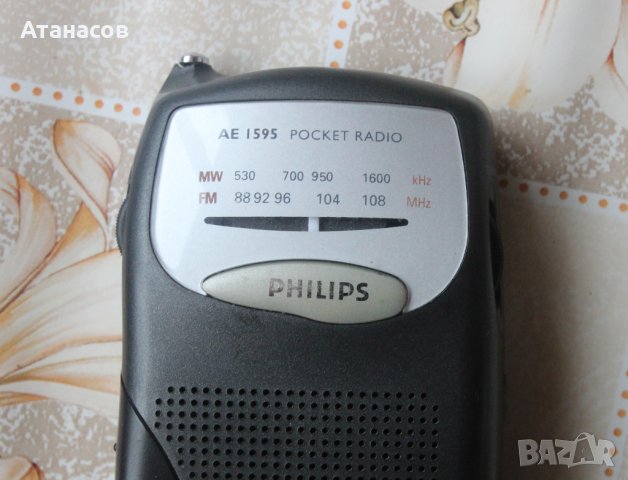 Атанасов
AE 1595 POCKET RADIO
MW 530 700 950 1600 kHz
FM 88 92 96 104 108 MHz
PHILIPS
BAZAR